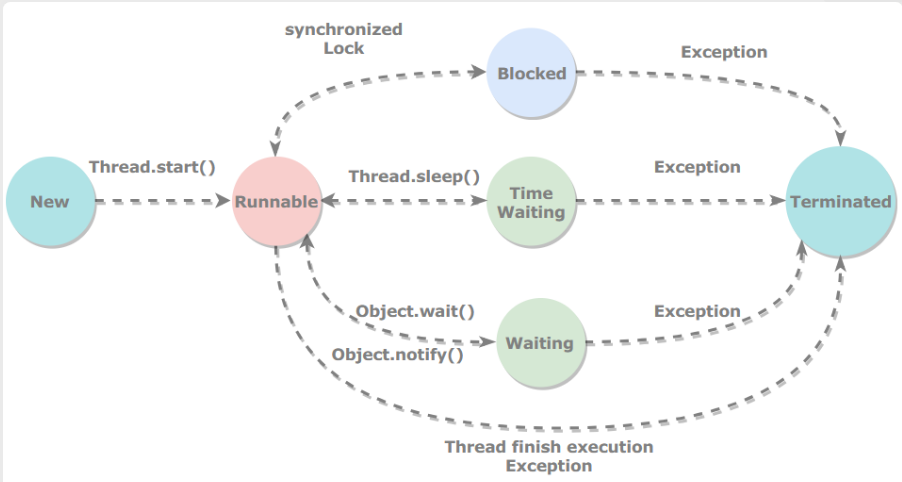 synchronized
Lock
Blocked
Exception
Thread.start()
Thread.sleep()
Exception
New
Runnable
Time
Waiting
Terminated
Object.wait()
Exception
Object.notify()
Waiting
Thread finish execution
Exception